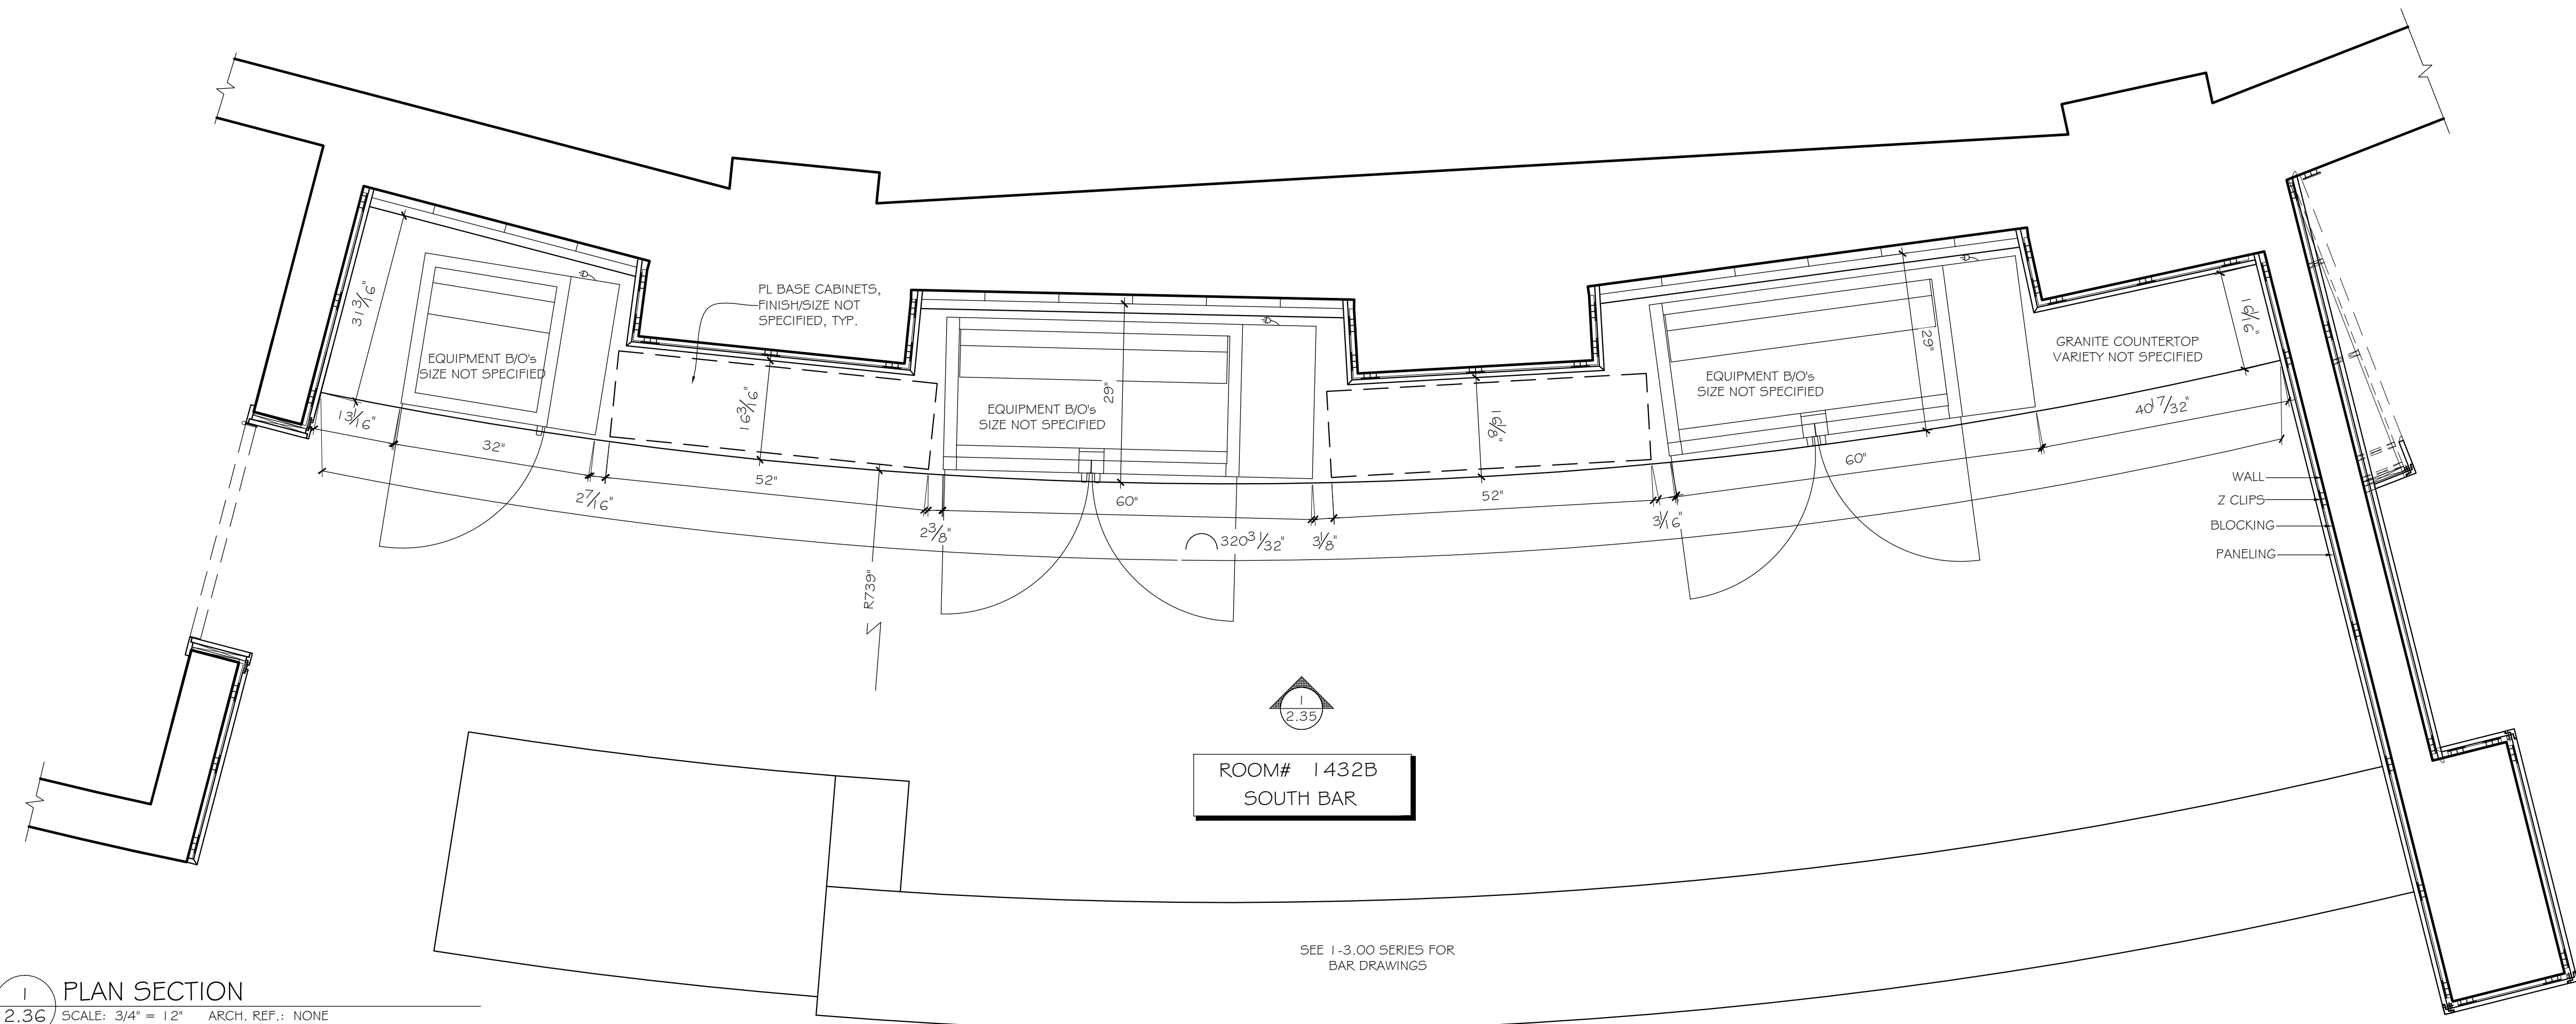 PL BASE CABINETS,
FINISH/SIZE NOT
SPECIFIED, TYP.
31 3/16"
EQUIPMENT B/O's
SIZE NOT SPECIFIED
13/16"
32"
2 7/16"
16 3/16"
52"
2 3/8"
R739"
29"
EQUIPMENT B/O's
SIZE NOT SPECIFIED
60"
320 31/32"
3 1/8"
16 1/8"
52"
3/16"
EQUIPMENT B/O's
SIZE NOT SPECIFIED
29"
60"
GRANITE COUNTERTOP
VARIETY NOT SPECIFIED
16 1/16"
40 17/32"
WALL
Z CLIPS
BLOCKING
PANELING
1
2.35
ROOM# 1432B
SOUTH BAR
SEE 1-3.00 SERIES FOR
BAR DRAWINGS
1
2.36
PLAN SECTION
SCALE: 3/4" = 12" ARCH. REF.: NONE